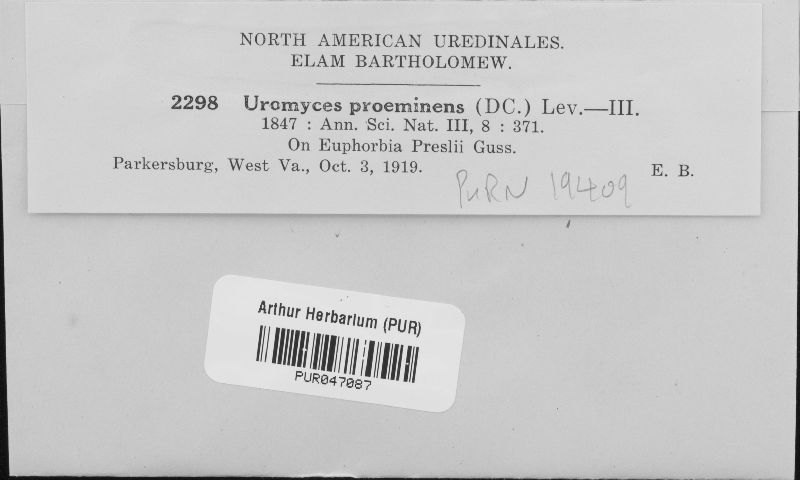 NORTH AMERICAN UREDINALES.
ELAM BARTHOLOMEW.
2298 Uromyces proeminens (DC.) Lev.—III.
1847 : Ann. Sci. Nat. III, 8 : 371.
On Euphorbia Preslii Guss.
Parkersburg, West Va., Oct. 3, 1919. E. B.
PURN 19409
Arthur Herbarium (PUR)
PUR047087